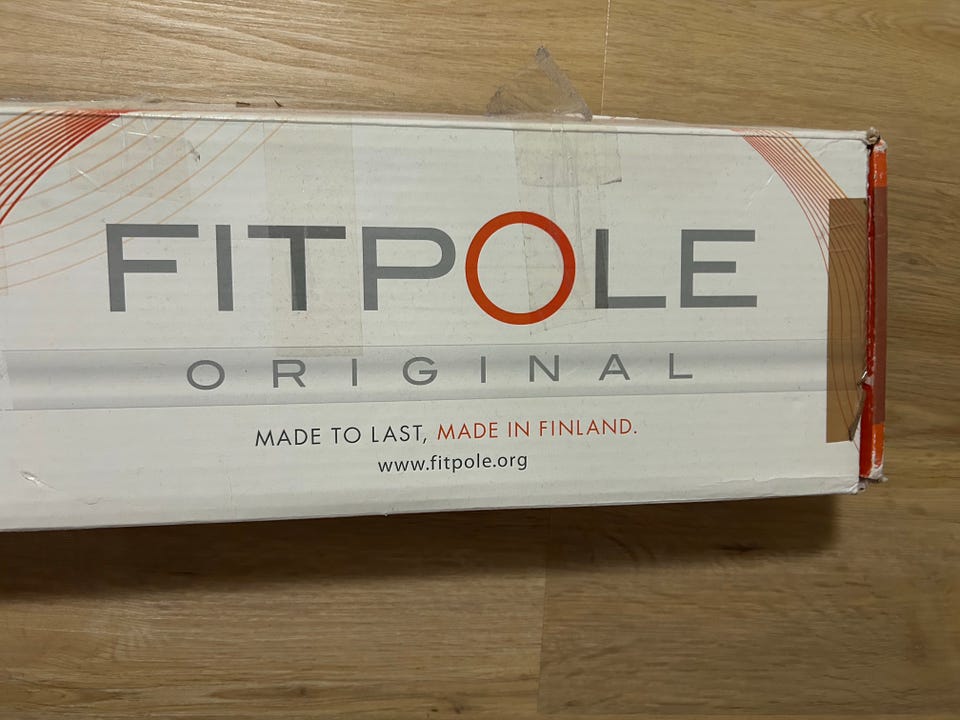 FITPOLE
ORIGINAL
MADE TO LAST, MADE IN FINLAND.
www.fitpole.org